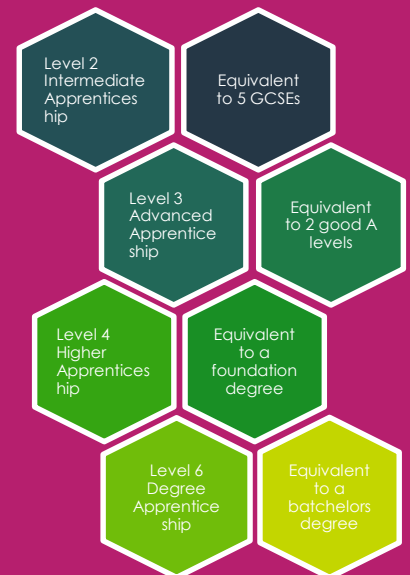 Level 2
Intermediate
Apprentices
hip
Equivalent
to 5 GCSEs
Level 3
Advanced
Apprentice
ship
Equivalent
to 2 good A
levels
Level 4
Higher
Apprentices
hip
Equivalent
to a
foundation
degree
Level 6
Degree
Apprentice
ship
Equivalent
to a
batchelors
degree